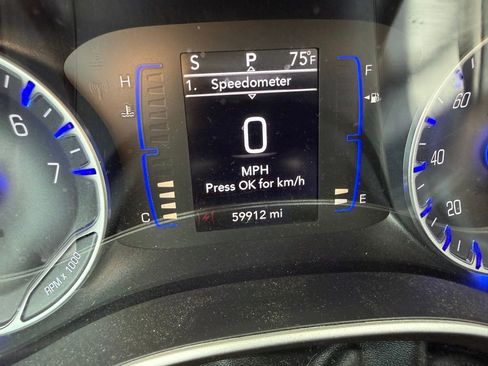 S P 75°F
1. Speedometer
0
MPH
Press OK for km/h
59912 mi
H
C
F
E
6
7
RPM x 1000
60
40
20